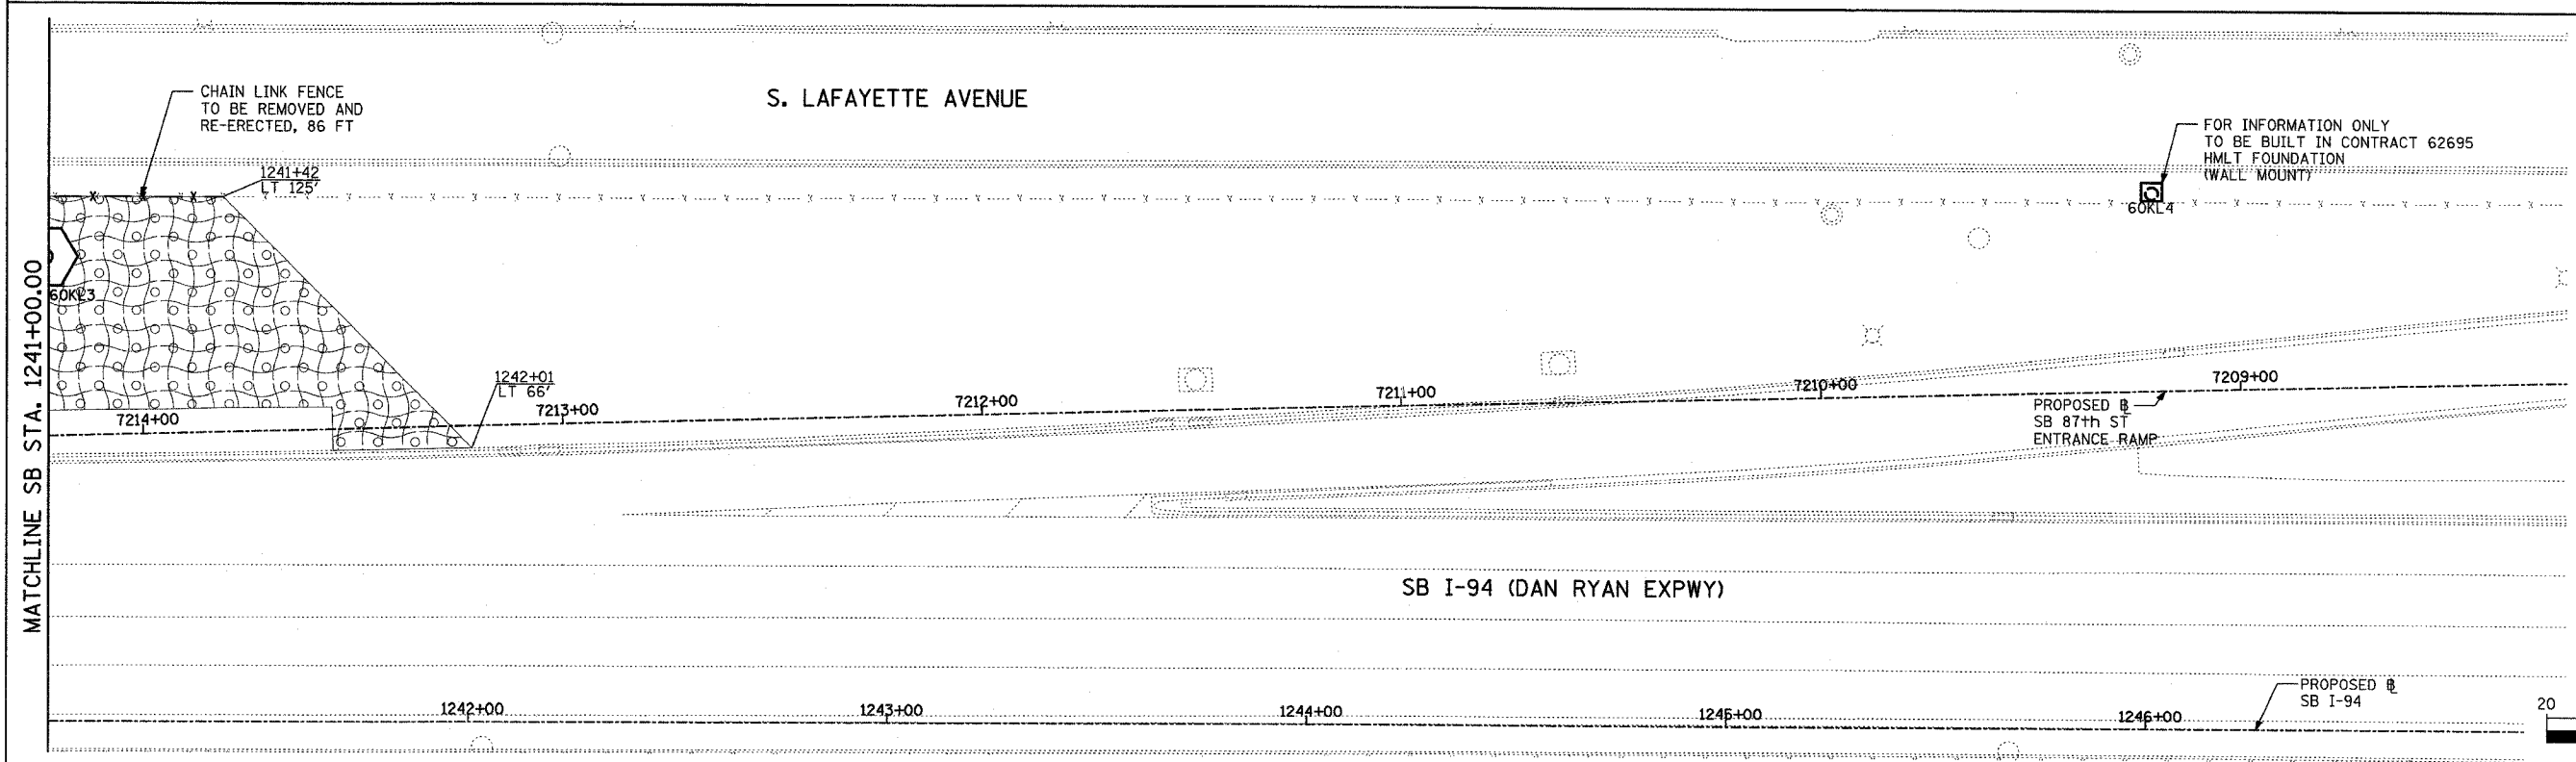 CHAIN LINK FENCE
TO BE REMOVED AND
RE-ERECTED, 86 FT
S. LAFAYETTE AVENUE
FOR INFORMATION ONLY
TO BE BUILT IN CONTRACT 62695
HMLT FOUNDATION
(WALL MOUNT)
1241+42
LT 125'
60KL4
MATCHLINE SB STA. 1241+00.00
60KL3
1242+01
LT 66'
7214+00
7213+00
7212+00
7211+00
7210+00
7209+00
PROPOSED BL
SB 87th ST
ENTRANCE RAMP
SB I-94 (DAN RYAN EXPWY)
PROPOSED BL
SB I-94
1242+00
1243+00
1244+00
1245+00
1246+00
20